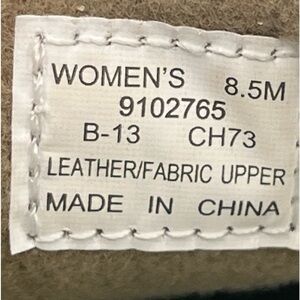 WOMEN'S 8.5M
9102765
B-13 CH73
LEATHER/FABRIC UPPER
MADE IN CHINA